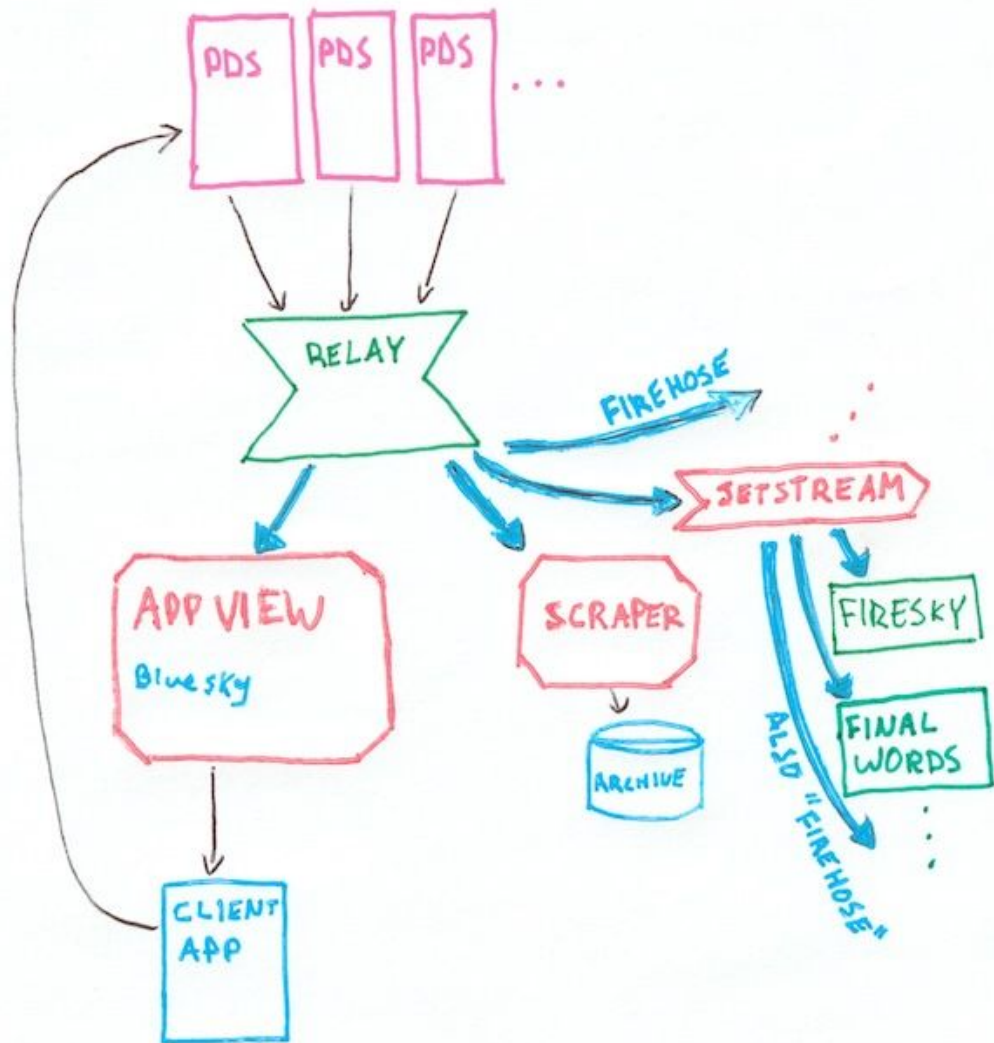 PDS
PDS
PDS
RELAY
FIREHOSE
JETSTREAM
APP VIEW
Bluesky
SCRAPER
FIRESKY
ARCHIVE
FINAL
WORDS
ALSO "FIREHOSE"
CLIENT
APP